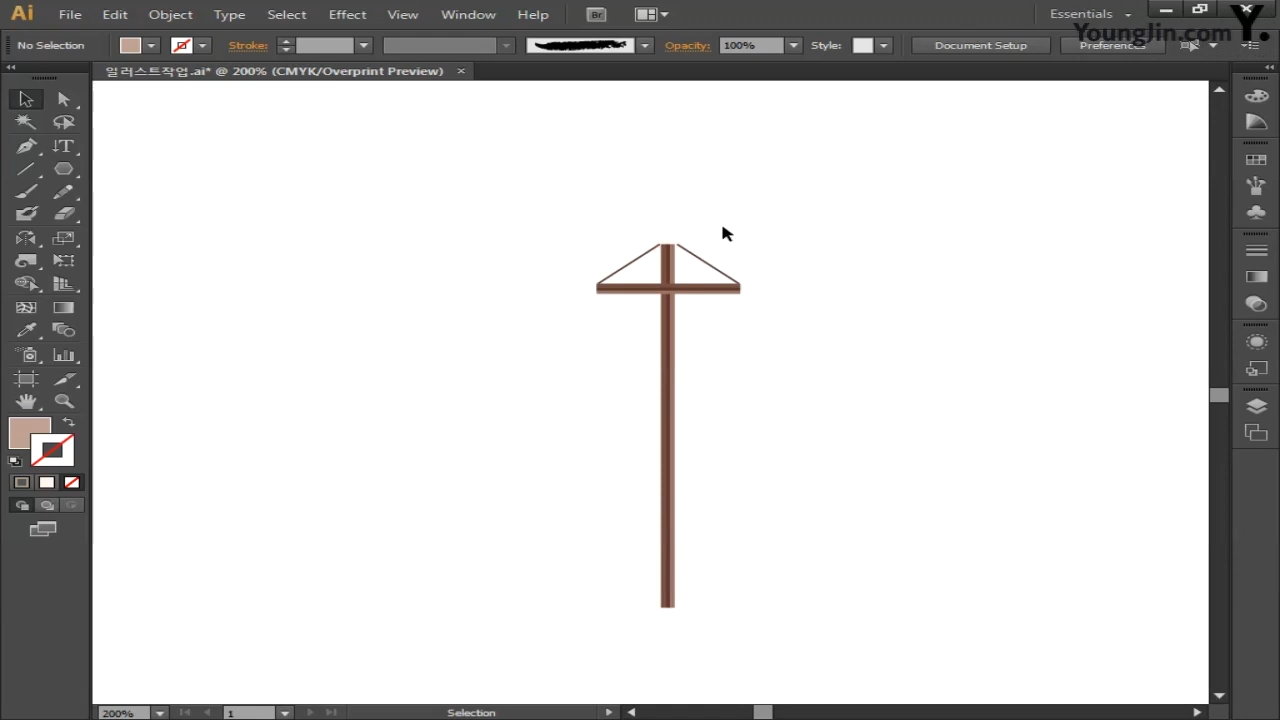 Ai File Edit Object Type Select Effect View Window Help Br Essentials
YoungJin.com Y.
No Selection Stroke: Opacity: 100% Style: Document Setup Preferences
일러스트작업.ai* @ 200% (CMYK/Overprint Preview) ×
200% 1 Selection